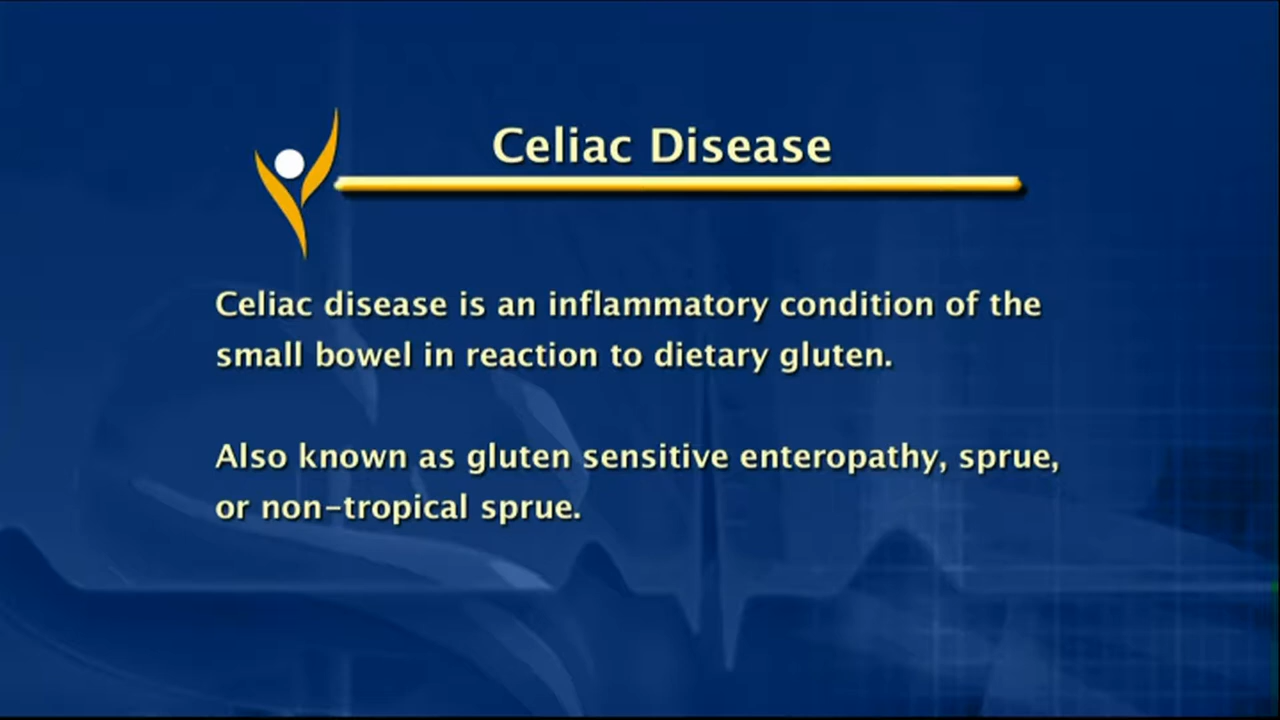 Celiac Disease
Celiac disease is an inflammatory condition of the
small bowel in reaction to dietary gluten.
Also known as gluten sensitive enteropathy, sprue,
or non-tropical sprue.